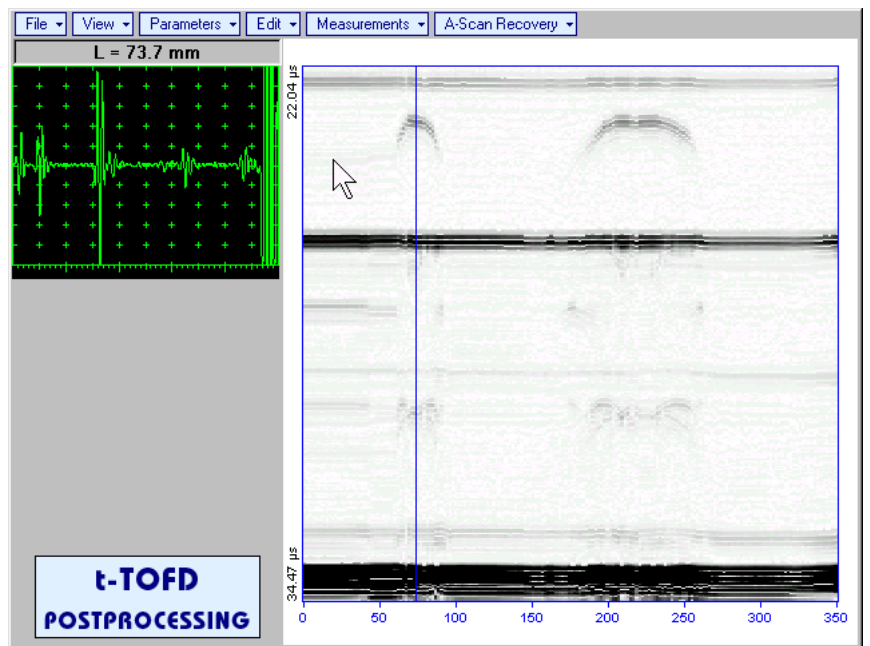 File View Parameters Edit Measurements A-Scan Recovery
L = 73.7 mm
22.04 µs
34.47 µs
0 50 100 150 200 250 300 350
t-TOFD
POSTPROCESSING